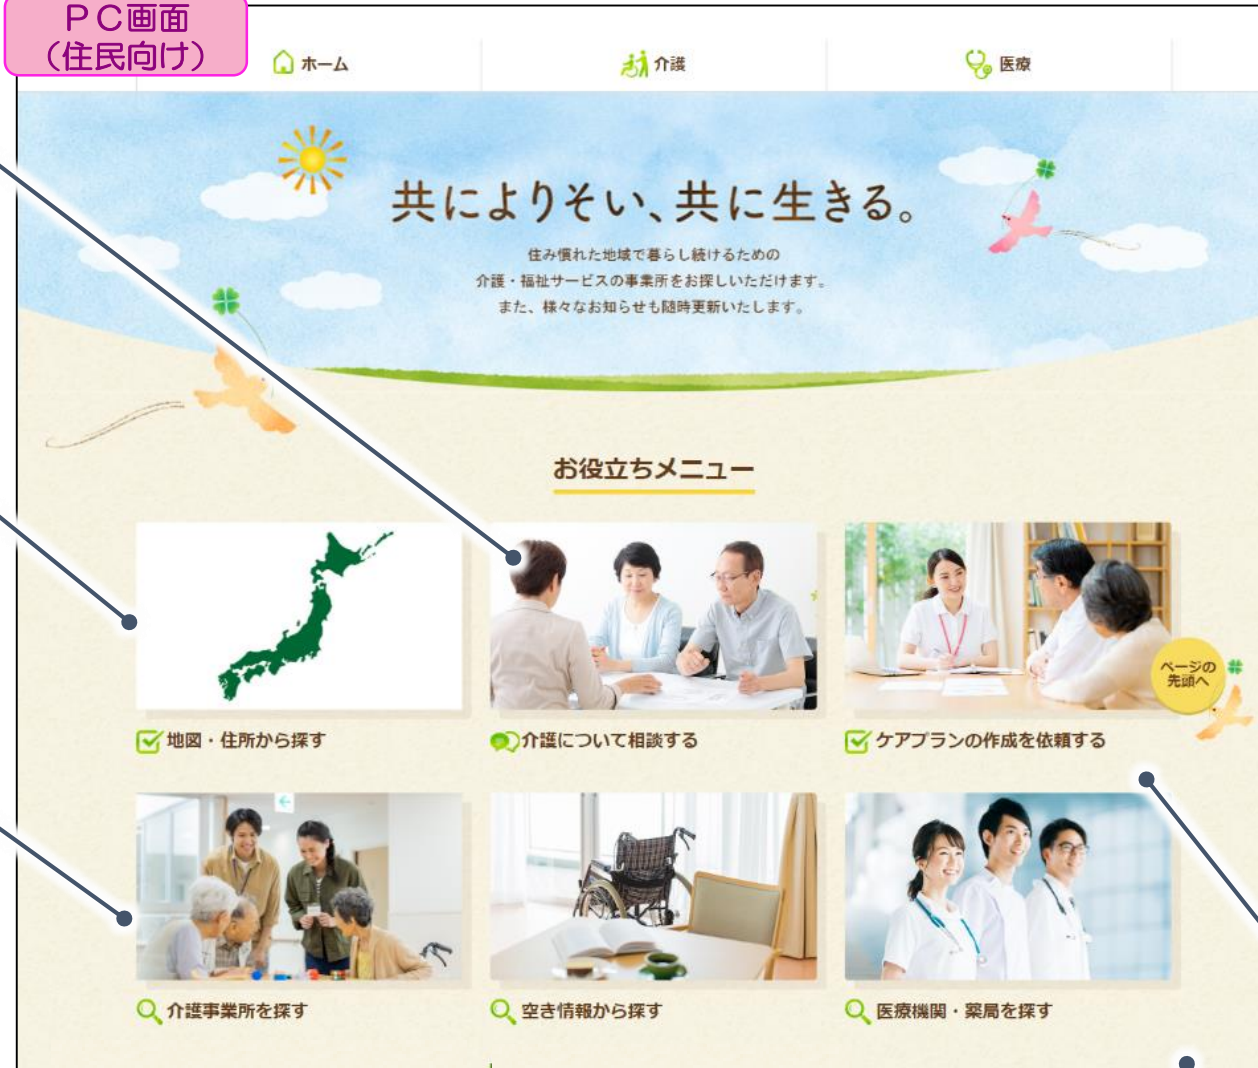 PC画面
（住民向け）
ホーム
介護
医療
共によりそい、共に生きる。
住み慣れた地域で暮らし続けるための
介護・福祉サービスの事業所をお探しいただけます。
また、様々なお知らせも随時更新いたします。
お役立ちメニュー
地図・住所から探す
介護について相談する
ケアプランの作成を依頼する
ページの
先頭へ
介護事業所を探す
空き情報から探す
医療機関・薬局を探す